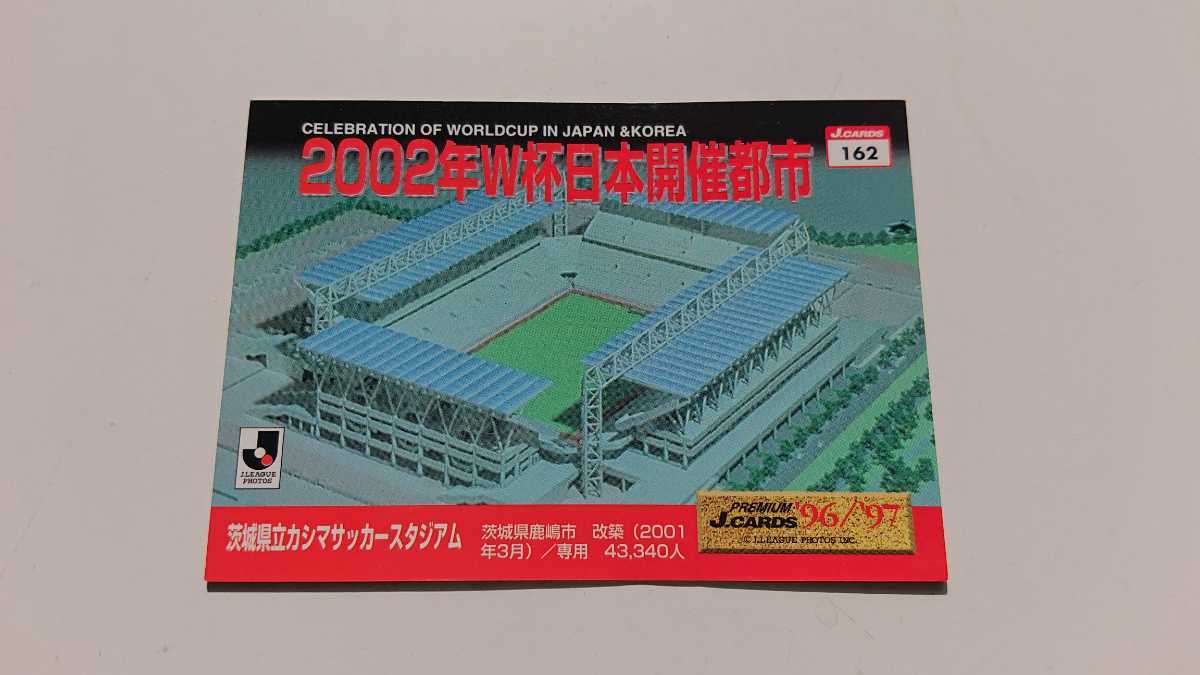 CELEBRATION OF WORLDCUP IN JAPAN &KOREA
2002年W杯日本開催都市
J.CARDS
162
J.LEAGUE
PHOTOS
茨城県立カシマサッカースタジアム
茨城県鹿嶋市 改築(2001
年3月)/専用 43,340人
PREMIUM
J.CARDS '96/'97
© J.LEAGUE PHOTOS INC.